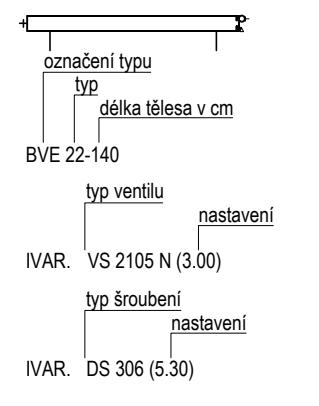 označení typu
typ
délka tělesa v cm
BVE 22-140
typ ventilu
nastavení
IVAR. VS 2105 N (3.00)
typ šroubení
nastavení
IVAR. DS 306 (5.30)